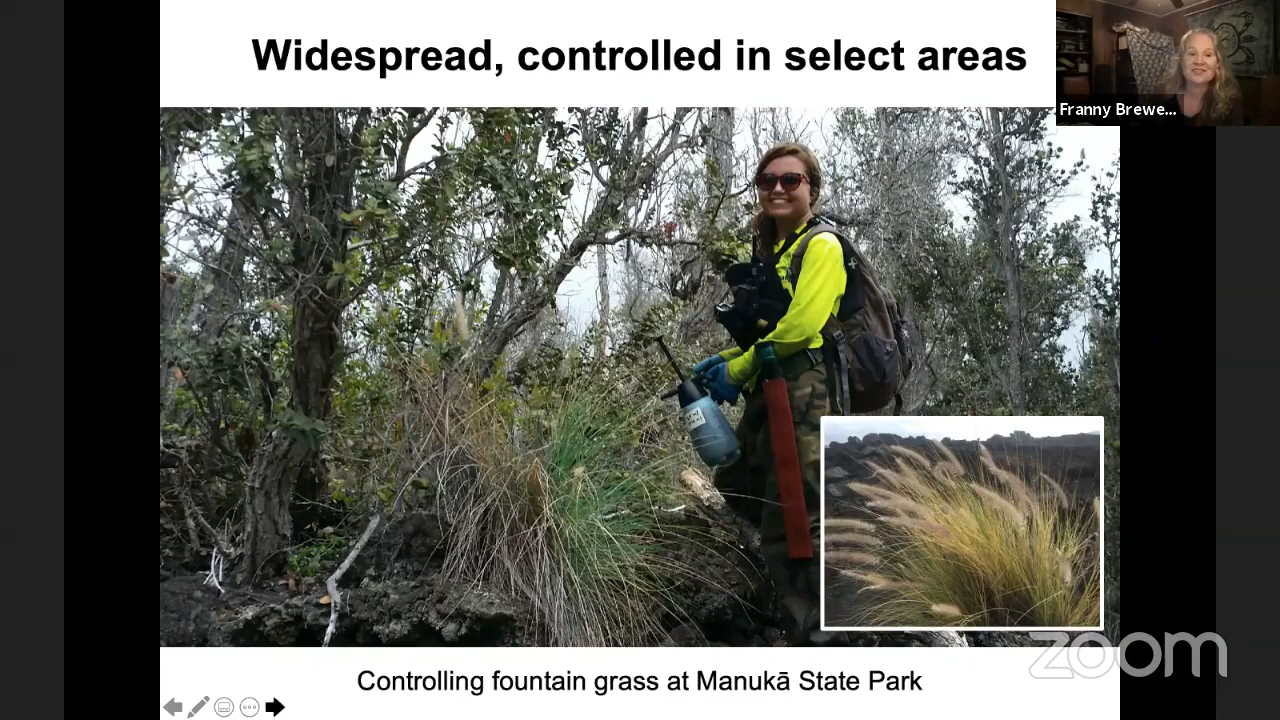 Widespread, controlled in select areas
Franny Brewe...
Controlling fountain grass at Manukā State Park
zoom